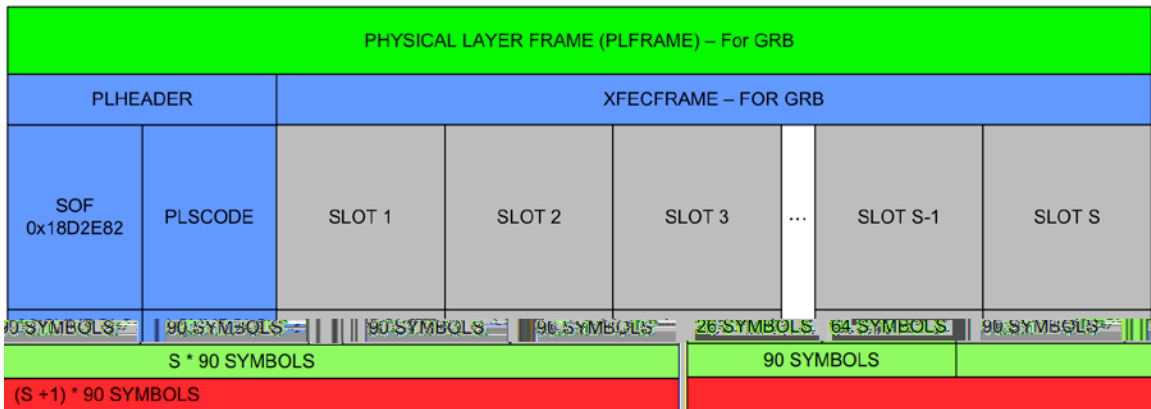 PHYSICAL LAYER FRAME (PLFRAME) – For GRB
PLHEADER
XFECFRAME – FOR GRB
SOF
0x18D2E82
PLSCODE
SLOT 1
SLOT 2
SLOT 3
...
SLOT S-1
SLOT S
90 SYMBOLS
90 SYMBOLS
90 SYMBOLS
90 SYMBOLS
26 SYMBOLS
64 SYMBOLS
90 SYMBOLS
S * 90 SYMBOLS
90 SYMBOLS
(S +1) * 90 SYMBOLS